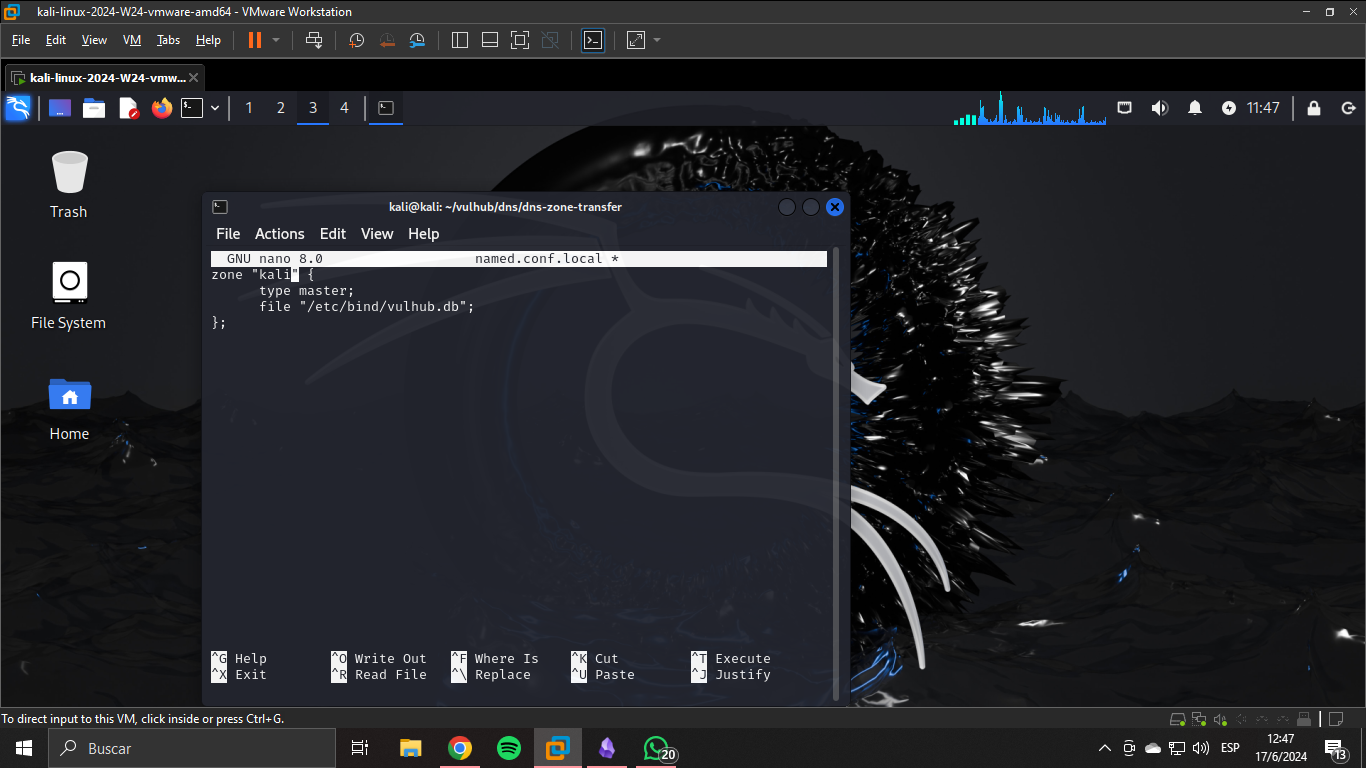 kali-linux-2024-W24-vmware-amd64 - VMware Workstation
File Edit View VM Tabs Help
kali-linux-2024-W24-vmw...
1 2 3 4 11:47
Trash
File System
Home
kali@kali: ~/vulhub/dns/dns-zone-transfer
File Actions Edit View Help
GNU nano 8.0 named.conf.local *
zone "kali" {
type master;
file "/etc/bind/vulhub.db";
};
^G Help ^O Write Out ^F Where Is ^K Cut ^T Execute
^X Exit ^R Read File ^\ Replace ^U Paste ^J Justify
To direct input to this VM, click inside or press Ctrl+G.
Buscar 20 ESP 12:47
17/6/2024 13